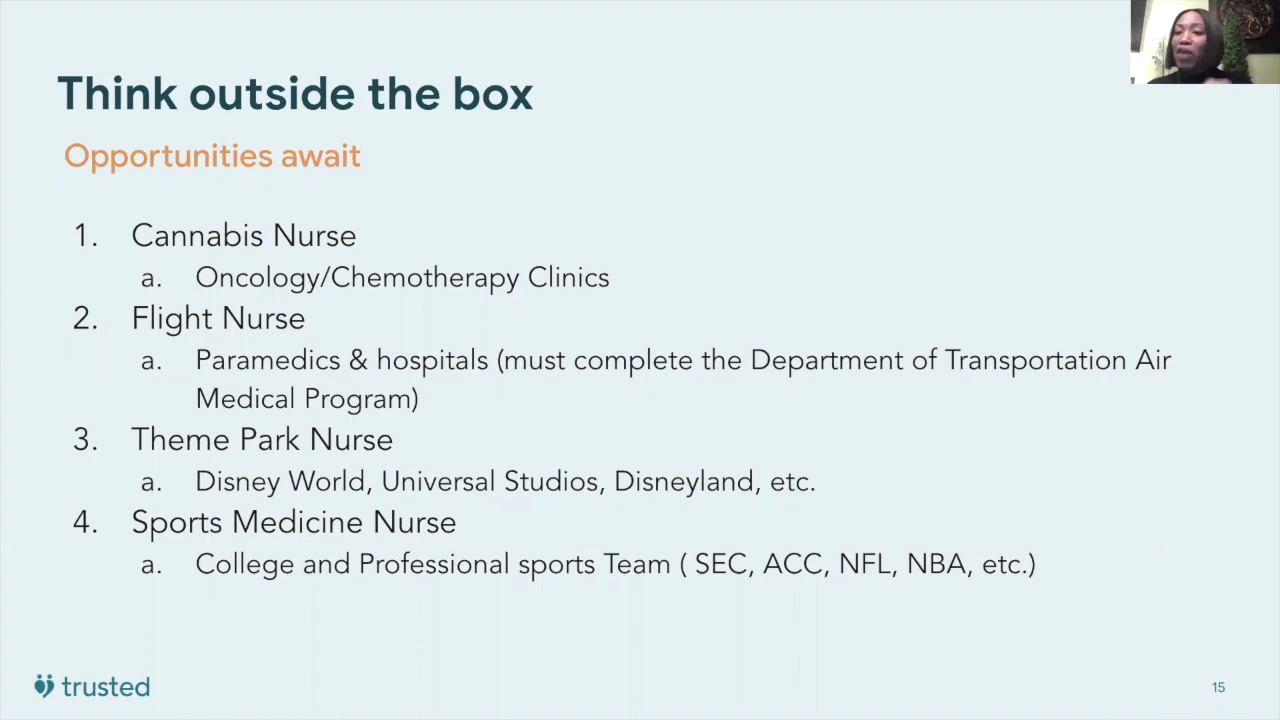 Think outside the box
Opportunities await
1. Cannabis Nurse
a. Oncology/Chemotherapy Clinics
2. Flight Nurse
a. Paramedics & hospitals (must complete the Department of Transportation Air
Medical Program)
3. Theme Park Nurse
a. Disney World, Universal Studios, Disneyland, etc.
4. Sports Medicine Nurse
a. College and Professional sports Team ( SEC, ACC, NFL, NBA, etc.)
trusted
15